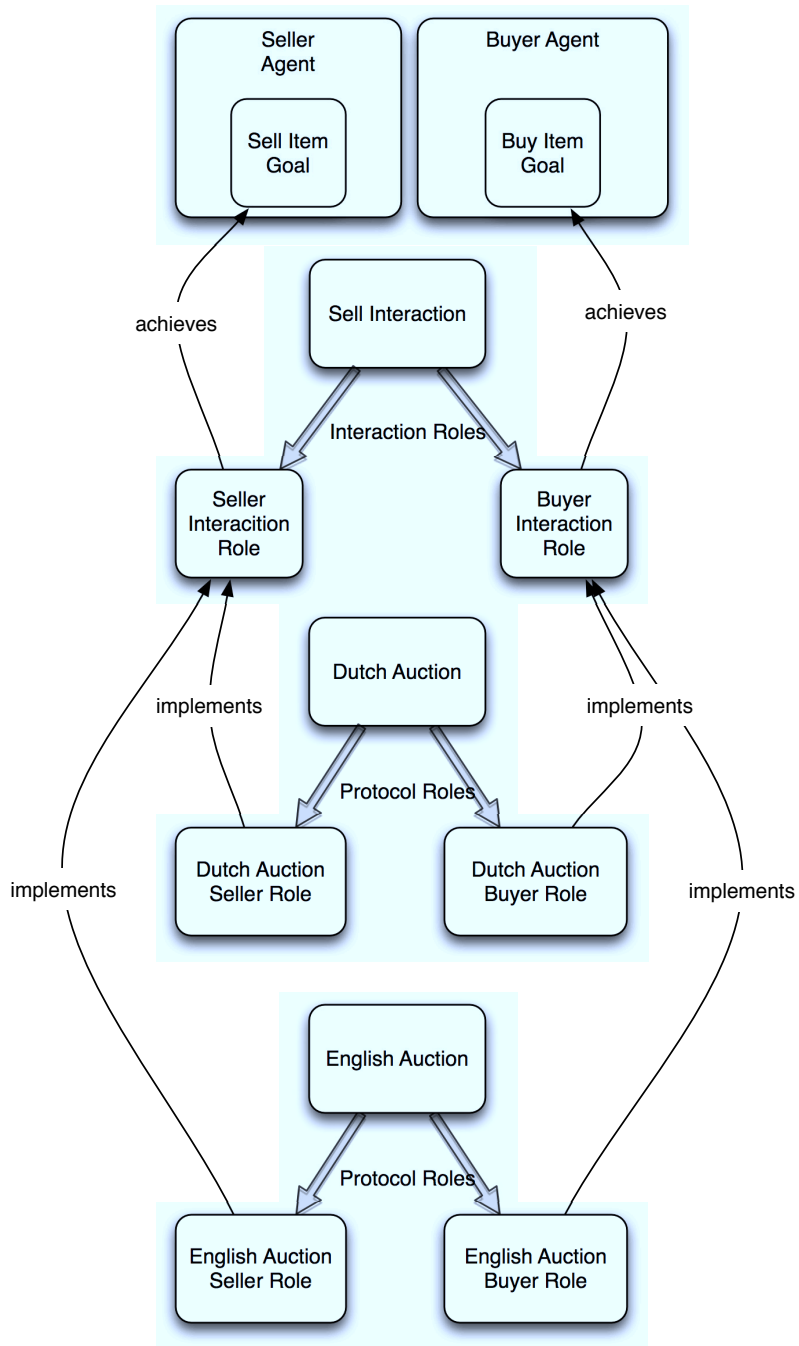 Seller
Agent
Buyer Agent
Sell Item
Goal
Buy Item
Goal
achieves
Sell Interaction
achieves
Interaction Roles
Seller
Interacition
Role
Buyer
Interaction
Role
Dutch Auction
implements
implements
Protocol Roles
Dutch Auction
Seller Role
Dutch Auction
Buyer Role
implements
implements
English Auction
Protocol Roles
English Auction
Seller Role
English Auction
Buyer Role